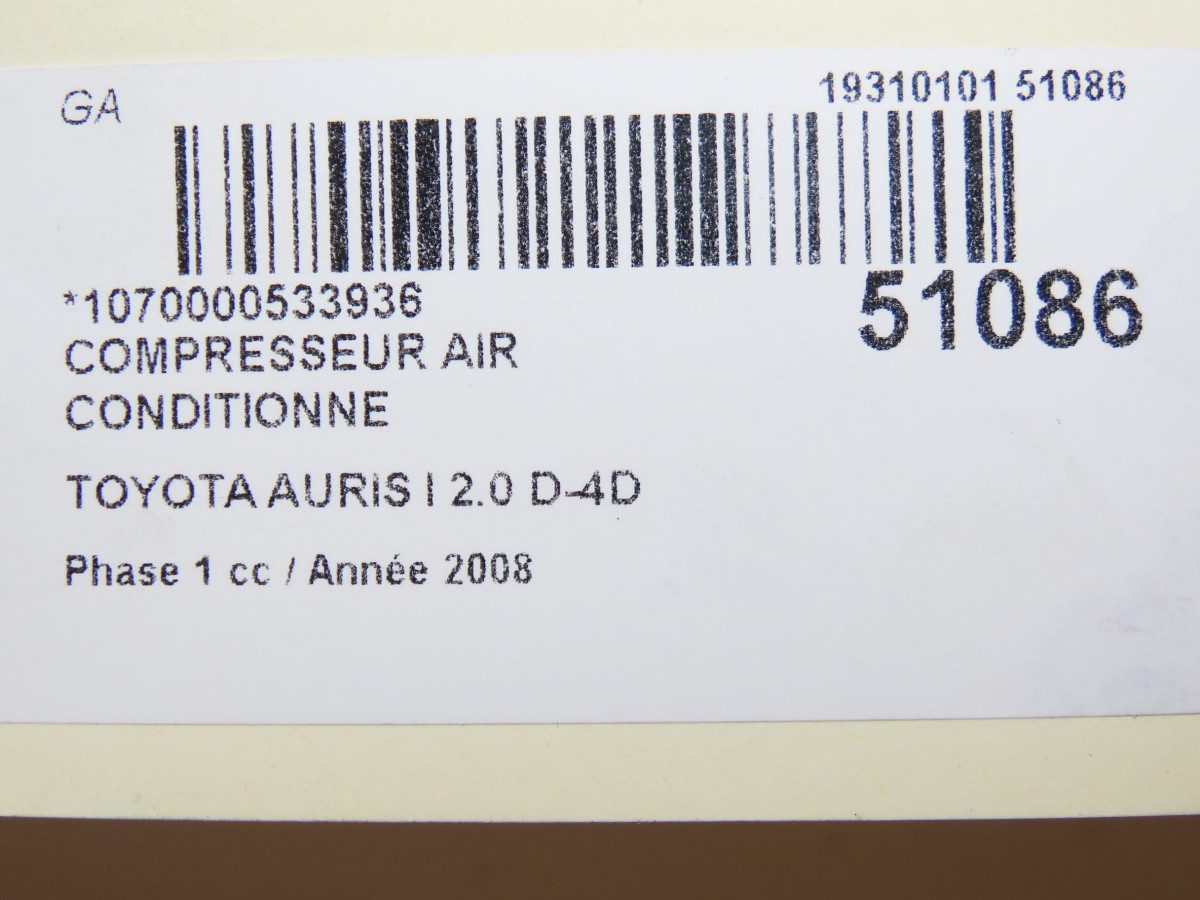 GA
19310101 51086
*1070000533936
51086
COMPRESSEUR AIR
CONDITIONNE
TOYOTA AURIS I 2.0 D-4D
Phase 1 cc / Année 2008